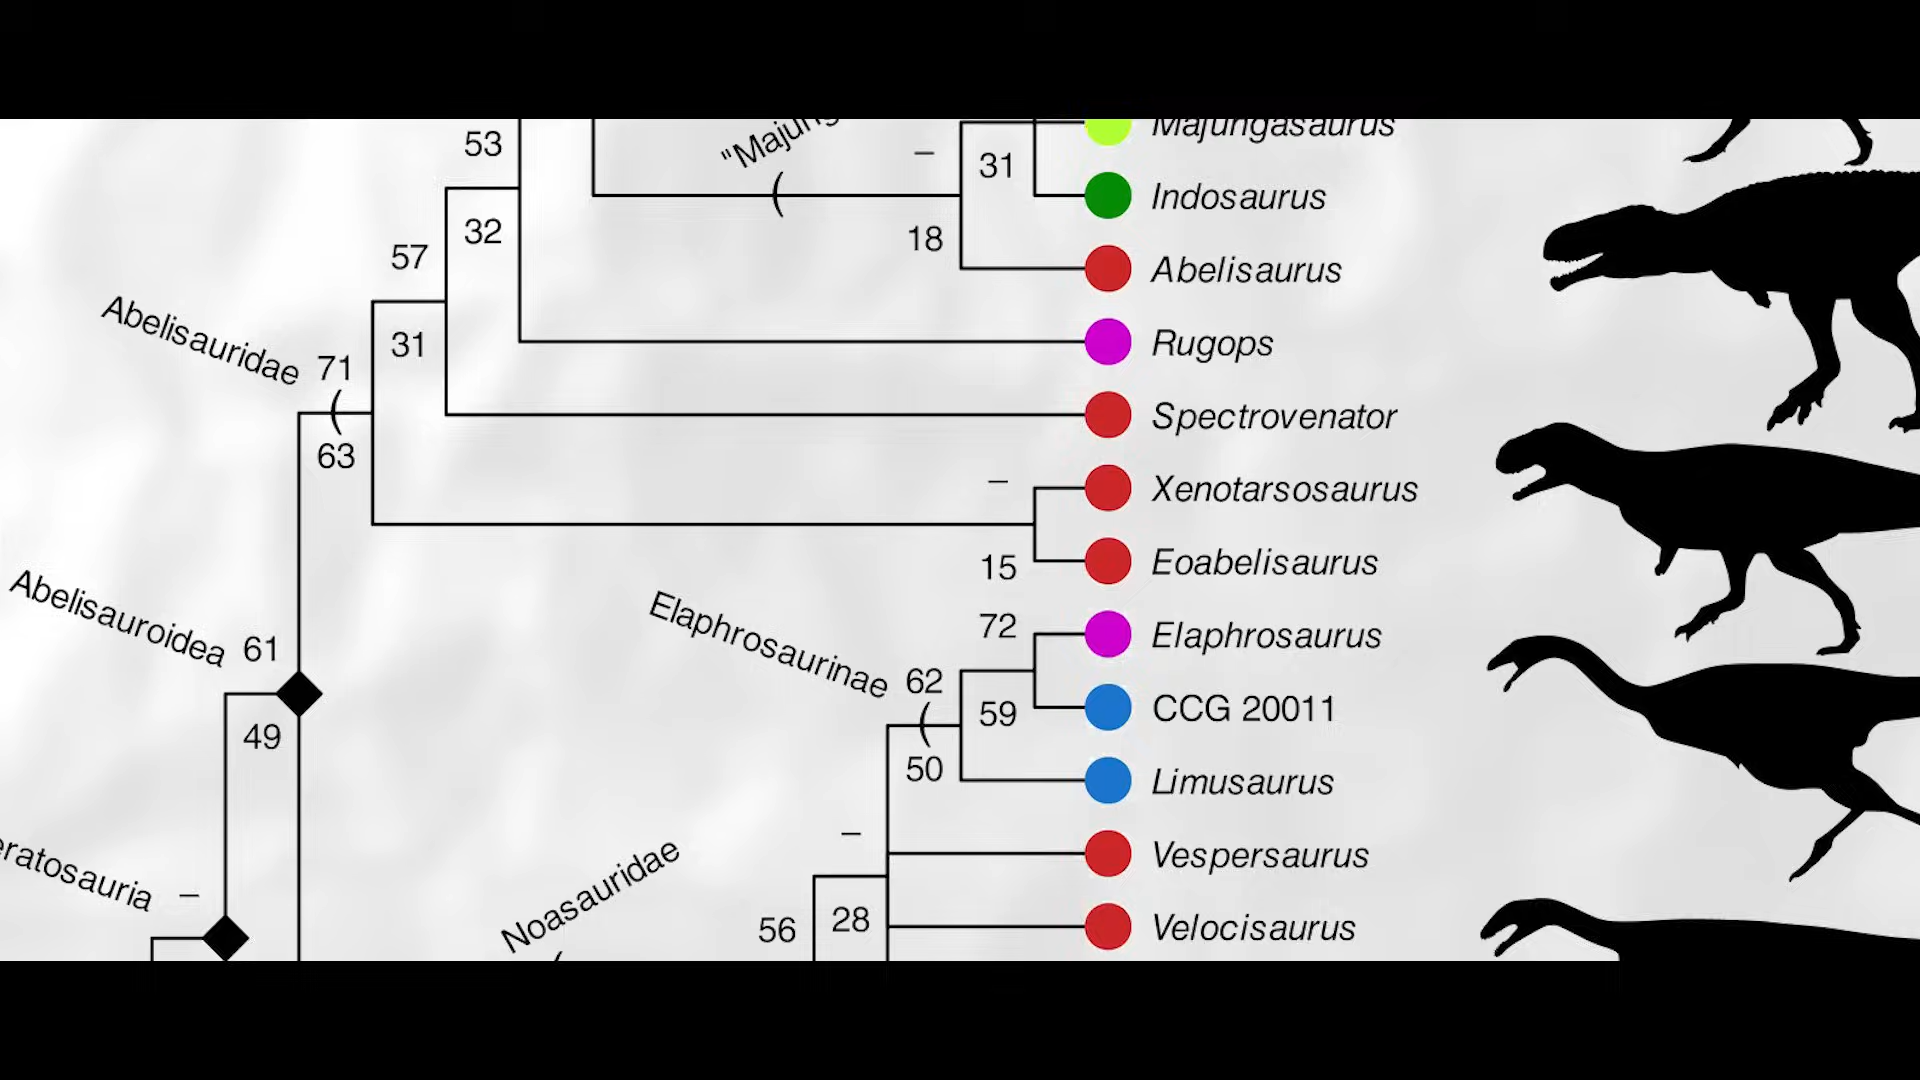 Majungasaurus
53
"Majung
–
31
Indosaurus
32
18
57
Abelisaurus
Abelisauridae
71
31
Rugops
63
Spectrovenator
–
Xenotarsosaurus
15
Eoabelisaurus
Abelisauroidea
61
Elaphrosaurinae
72
Elaphrosaurus
62
59
CCG 20011
49
50
Limusaurus
–
Vespersaurus
eratosauria
–
Noasauridae
56
28
Velocisaurus